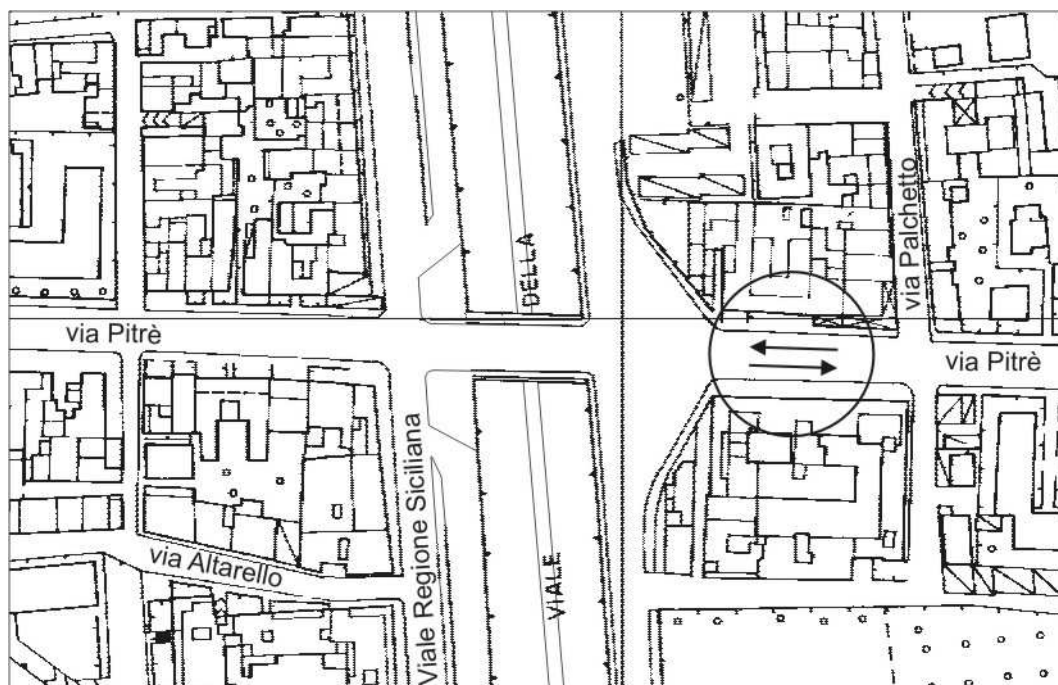 via Palchetto
DELLA
via Pitrè
via Pitrè
Viale Regione Siciliana
via Altarello
VIALE